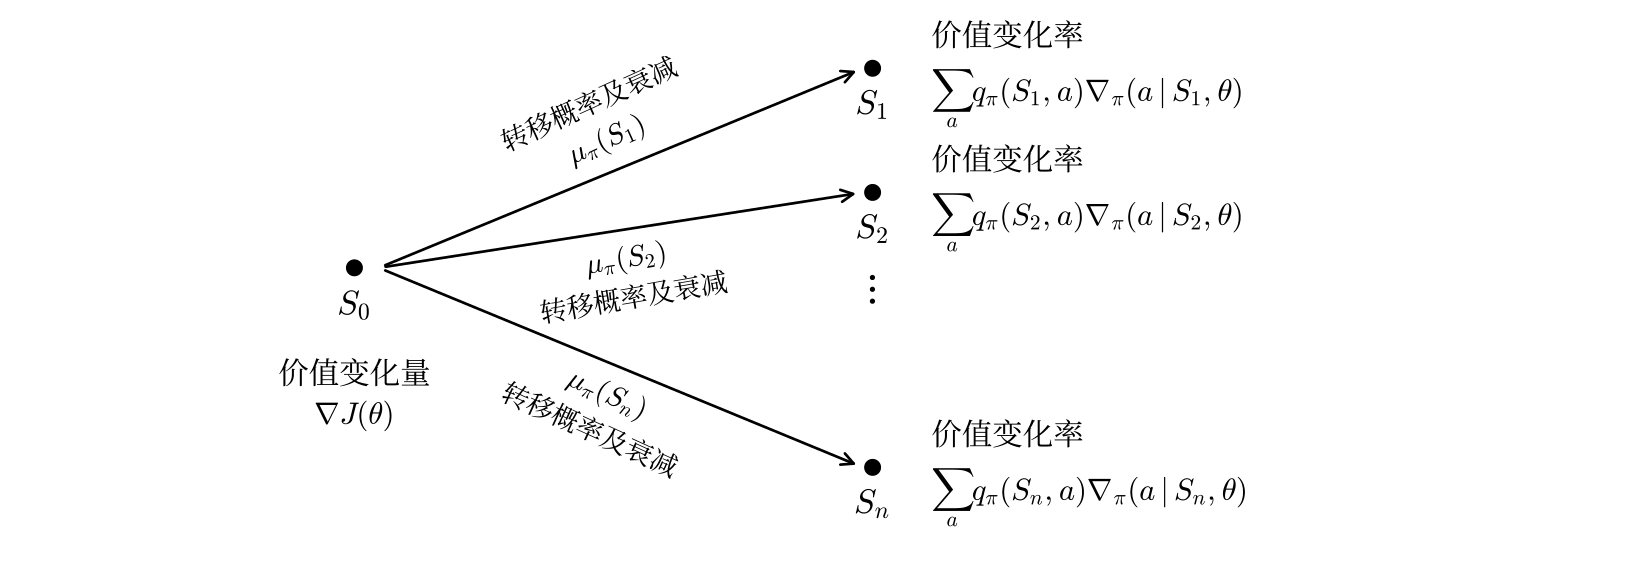 价值变化率
∑_a q_π(S_1, a)∇_π(a | S_1, θ)
转移概率及衰减
μ_π(S_1)
S_1
价值变化率
∑_a q_π(S_2, a)∇_π(a | S_2, θ)
S_2
μ_π(S_2)
转移概率及衰减
S_0
⋮
价值变化量
∇J(θ)
μ_π(S_n)
转移概率及衰减
价值变化率
∑_a q_π(S_n, a)∇_π(a | S_n, θ)
S_n